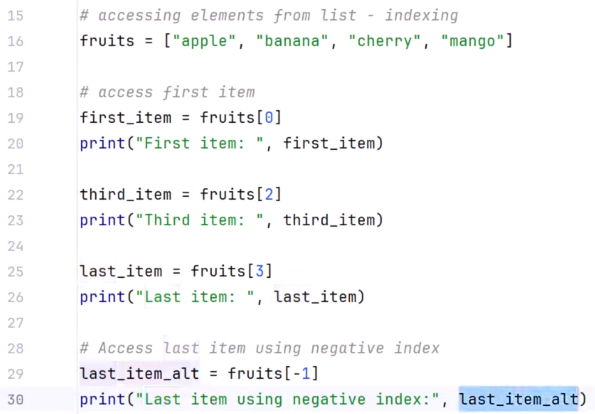 15 # accessing elements from list - indexing
16 fruits = ["apple", "banana", "cherry", "mango"]
17
18 # access first item
19 first_item = fruits[0]
20 print("First item: ", first_item)
21
22 third_item = fruits[2]
23 print("Third item: ", third_item)
24
25 last_item = fruits[3]
26 print("Last item: ", last_item)
27
28 # Access last item using negative index
29 last_item_alt = fruits[-1]
30 print("Last item using negative index:", last_item_alt)